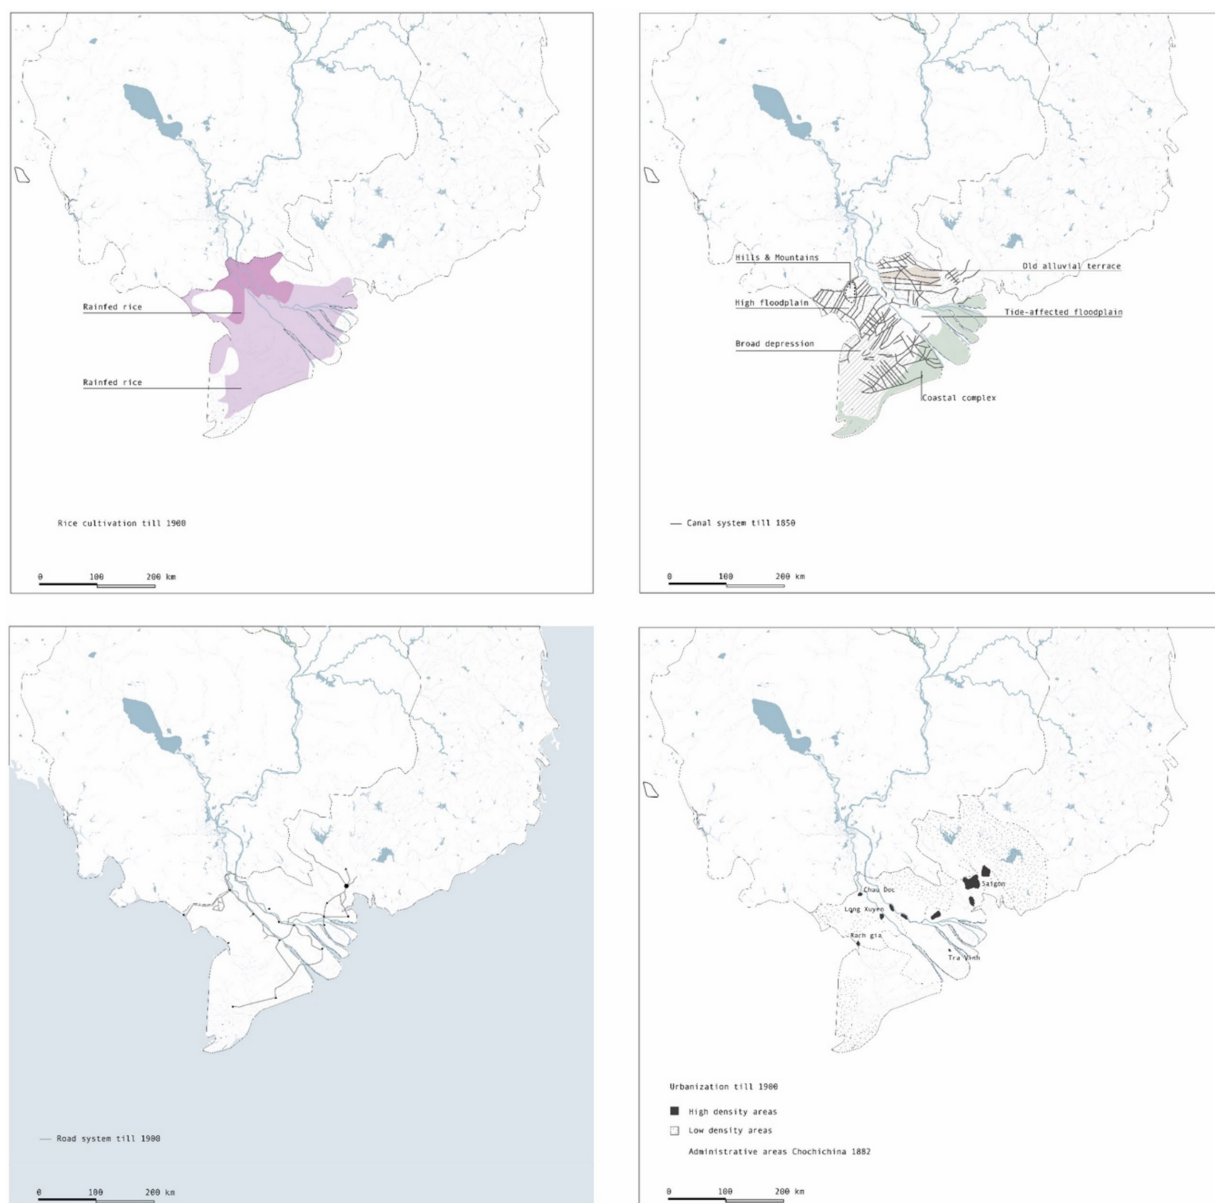 Rainfed rice
Rainfed rice
Rice cultivation till 1900
0 100 200 km
Hills & Mountains
Old alluvial terrace
High floodplain
Tide-affected floodplain
Broad depression
Coastal complex
Canal system till 1850
0 100 200 km
Road system till 1900
0 100 200 km
Saigon
Chau Doc
Long Xuyen
Rach gia
Tra Vinh
Urbanization till 1900
High density areas
Low density areas
Administrative areas Chochichina 1882
0 100 200 km